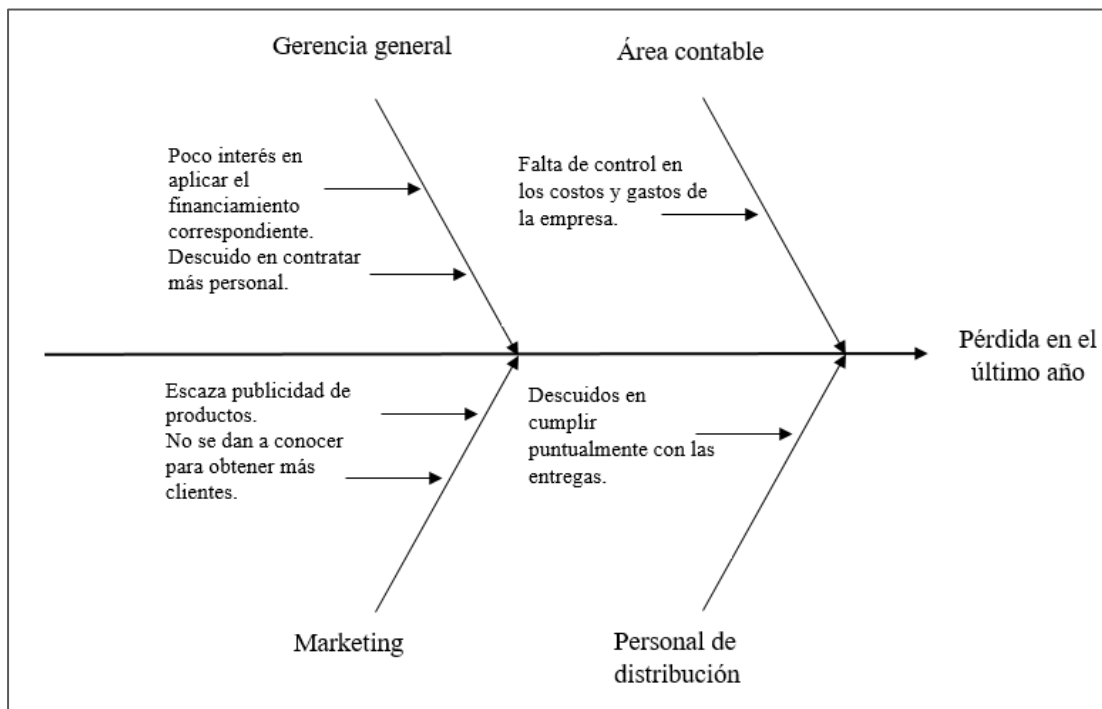 Gerencia general
Área contable
Poco interés en
aplicar el
financiamiento
correspondiente.
Descuido en contratar
más personal.
Falta de control en
los costos y gastos de
la empresa.
Pérdida en el
último año
Escaza publicidad de
productos.
No se dan a conocer
para obtener más
clientes.
Descuidos en
cumplir
puntualmente con las
entregas.
Marketing
Personal de
distribución